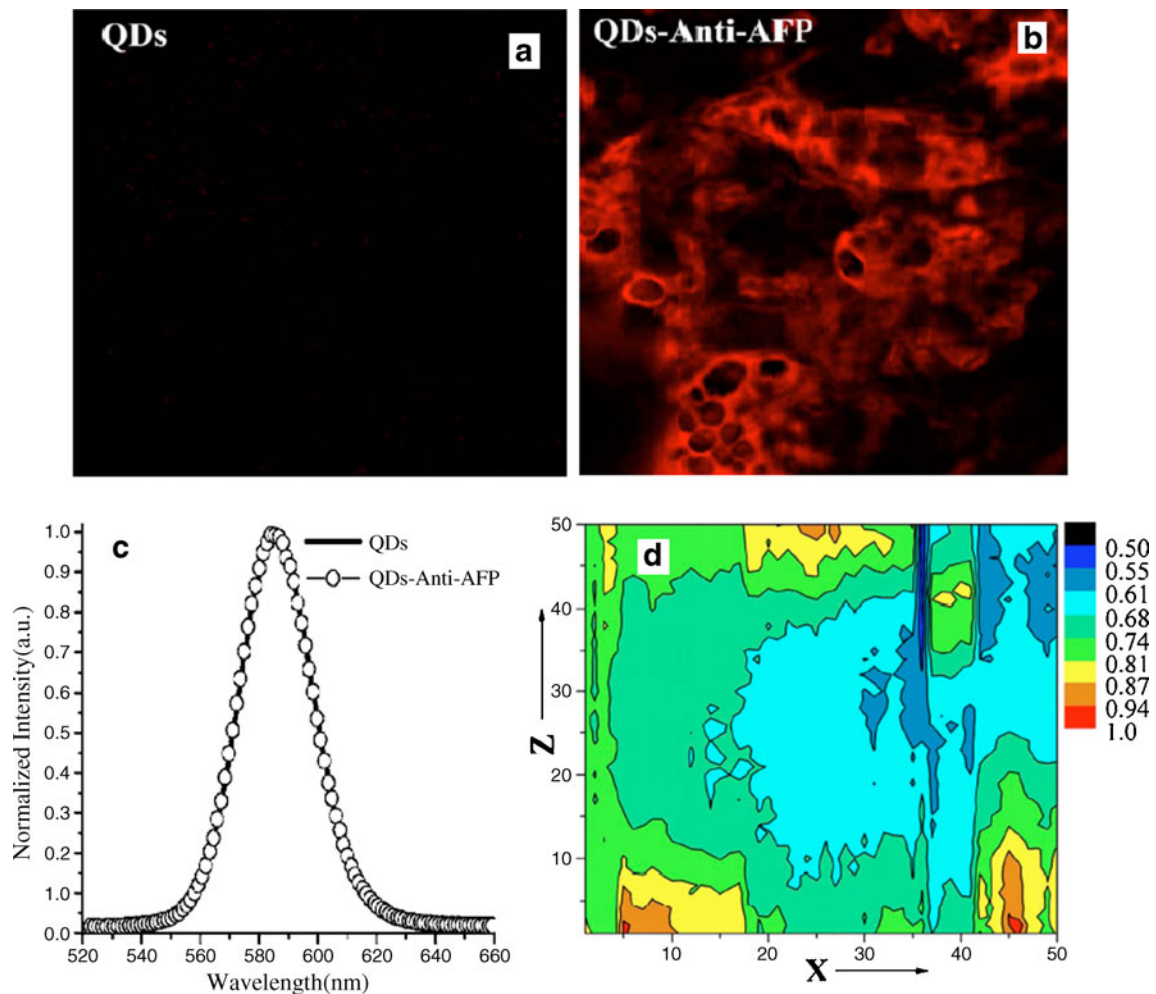 QDs
a
QDs-Anti-AFP
b
c
QDs
QDs-Anti-AFP
Normalized Intensity(a.u.)
1.0
0.9
0.8
0.7
0.6
0.5
0.4
0.3
0.2
1.0
0.0
520 540 560 580 600 620 640 660
Wavelength(nm)
d
50
40
30
20
10
Z
10 20 30 40 50
X
0.50
0.55
0.61
0.68
0.74
0.81
0.87
0.94
1.0